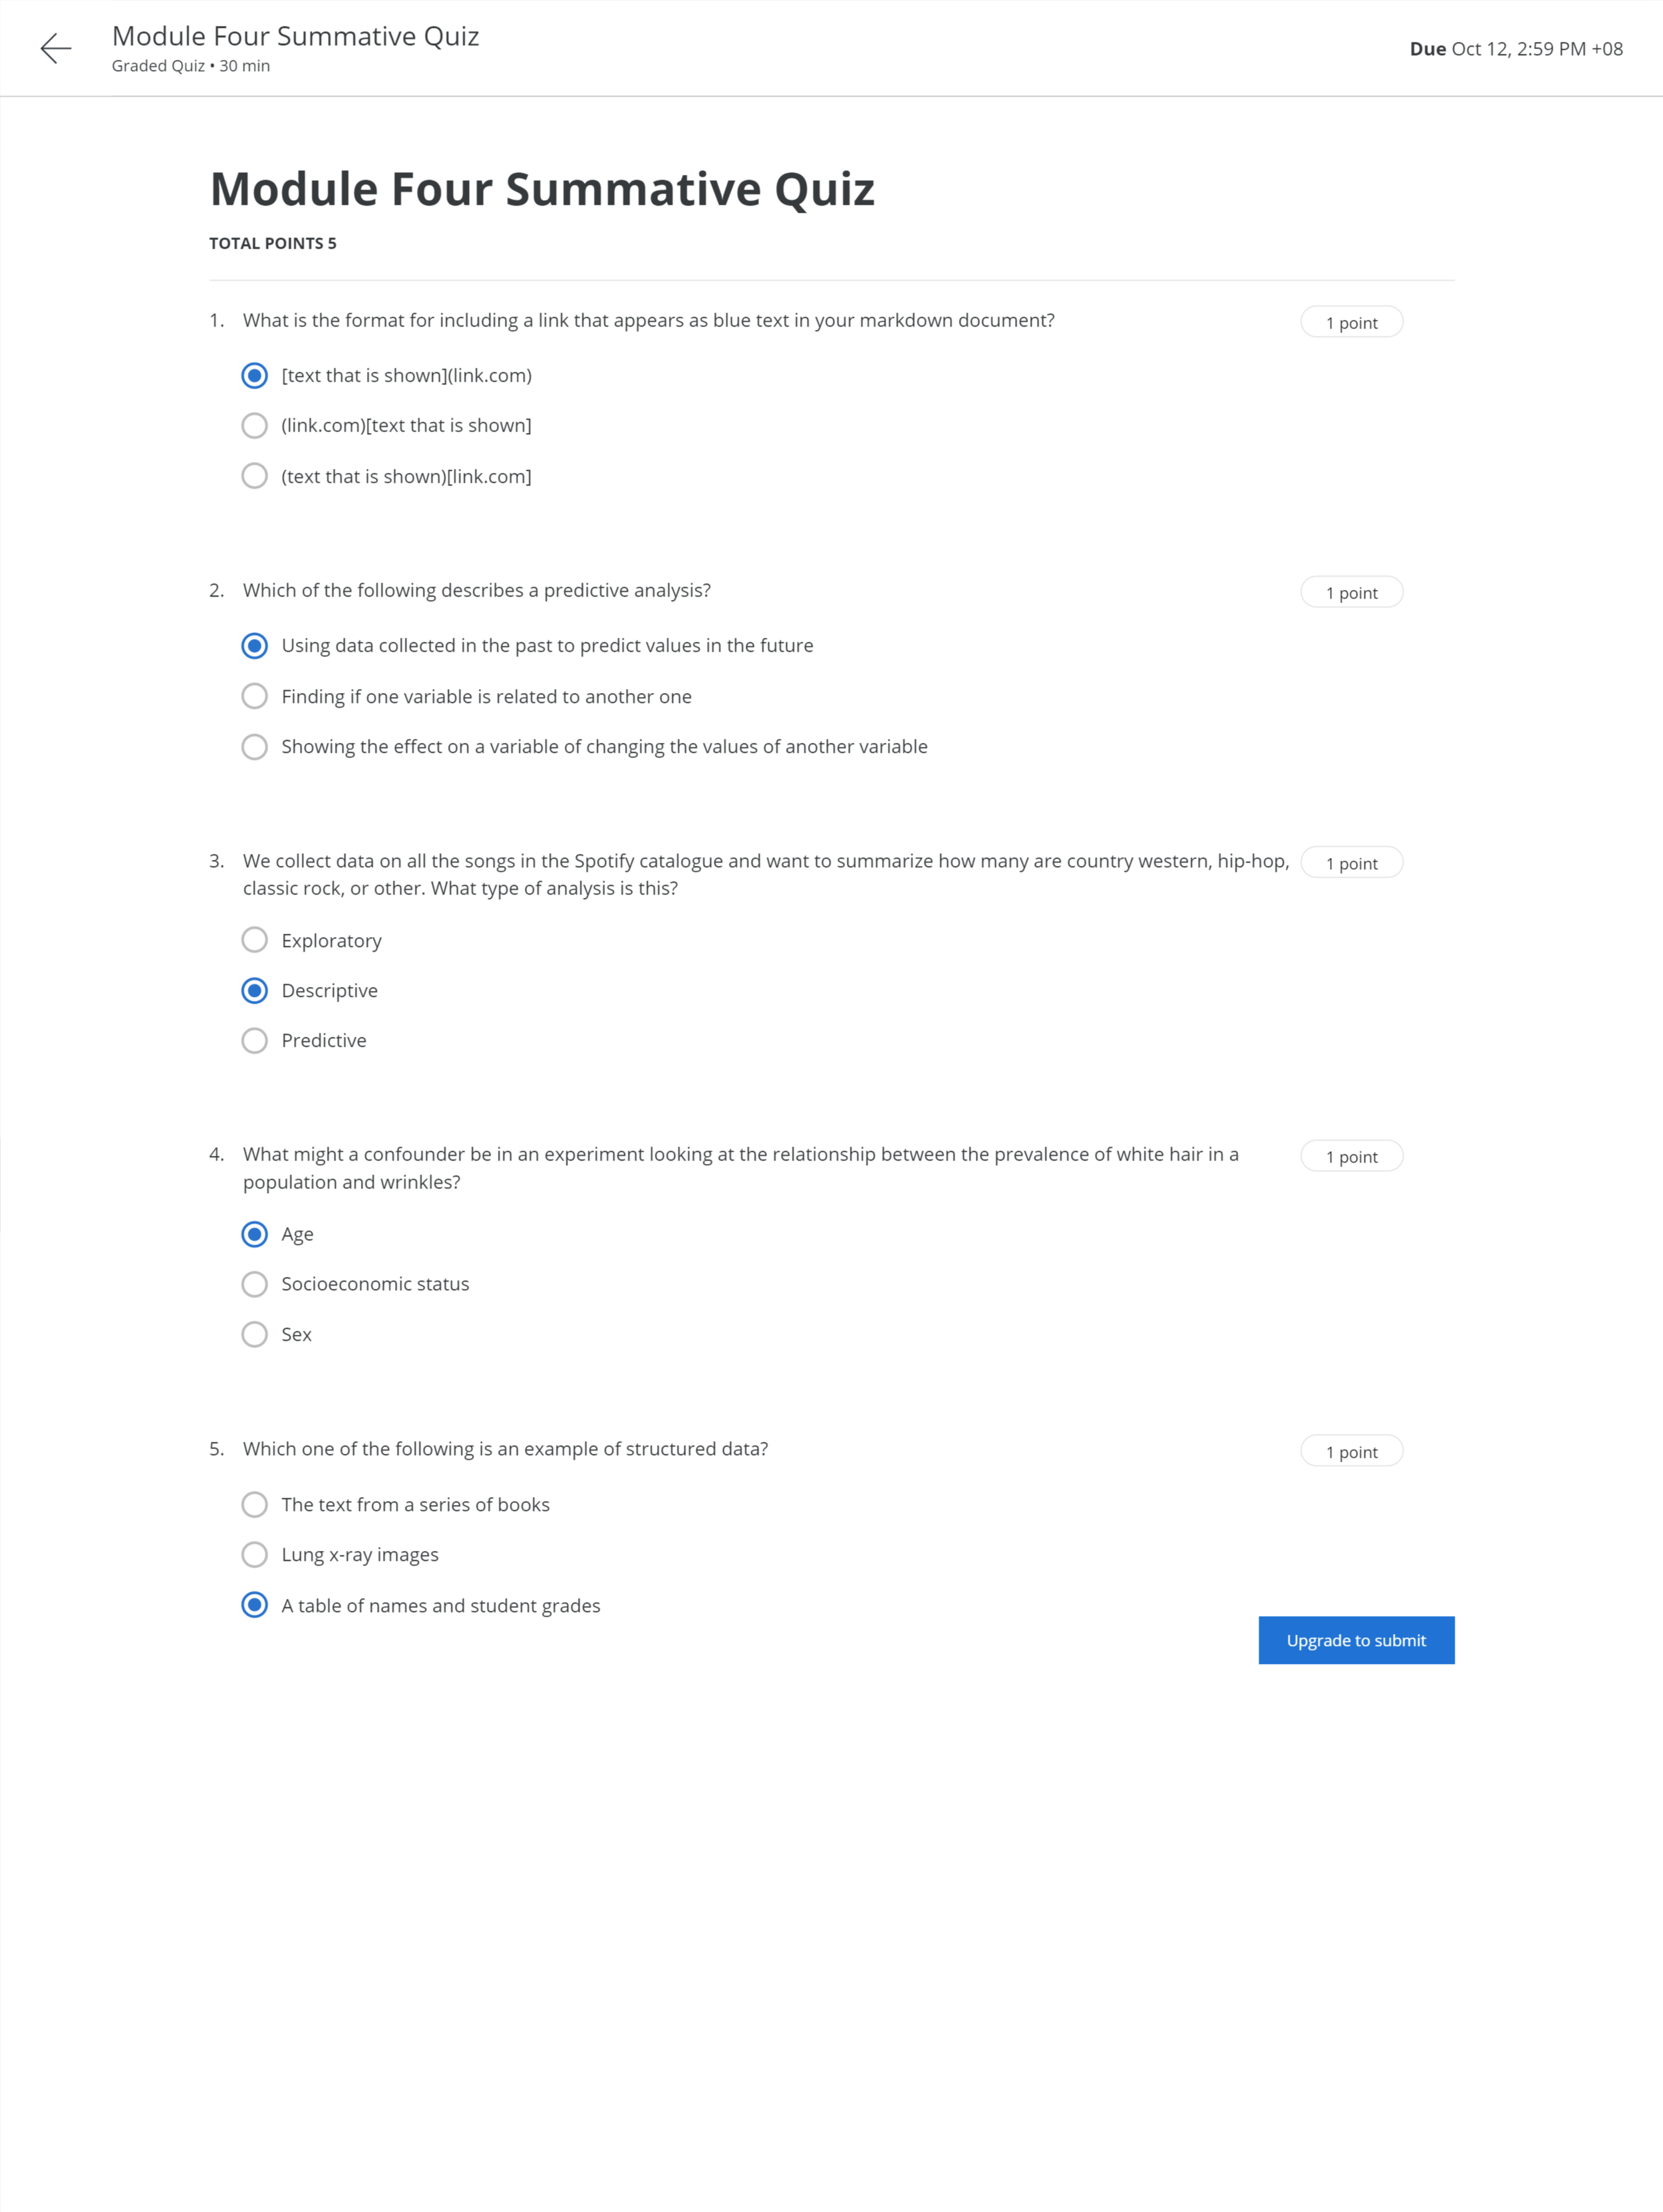 Module Four Summative Quiz
Graded Quiz • 30 min
Due Oct 12, 2:59 PM +08
Module Four Summative Quiz
TOTAL POINTS 5
1. What is the format for including a link that appears as blue text in your markdown document?
1 point
[text that is shown](link.com)
(link.com)[text that is shown]
(text that is shown)[link.com]
2. Which of the following describes a predictive analysis?
1 point
Using data collected in the past to predict values in the future
Finding if one variable is related to another one
Showing the effect on a variable of changing the values of another variable
3. We collect data on all the songs in the Spotify catalogue and want to summarize how many are country western, hip-hop,
classic rock, or other. What type of analysis is this?
1 point
Exploratory
Descriptive
Predictive
4. What might a confounder be in an experiment looking at the relationship between the prevalence of white hair in a
population and wrinkles?
1 point
Age
Socioeconomic status
Sex
5. Which one of the following is an example of structured data?
1 point
The text from a series of books
Lung x-ray images
A table of names and student grades
Upgrade to submit